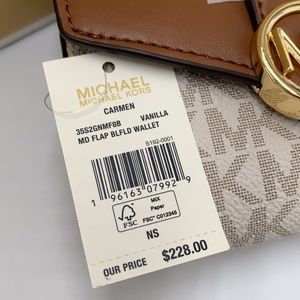 MICHAEL
MICHAEL KORS
CARMEN
35S2GNMF8B VANILLA
MD FLAP BLFLD WALLET
S192-0001
1 96163 07992 9
FSC
MIX
Paper
FSC® C012345
NS
OUR PRICE $228.00